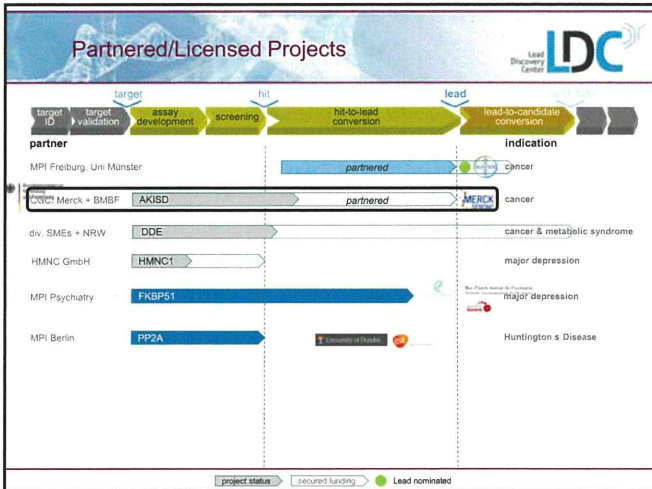 Partnered/Licensed Projects
Lead
Discovery
Center
LDC
target
hit
lead
target
ID
target
validation
assay
development
screening
hit-to-lead
conversion
lead-to-candidate
conversion
partner
indication
MPI Freiburg. Uni Münster
partnered
cancer
CGC: Merck + BMBF
AKISD
partnered
MERCK
SERONO
cancer
div. SMEs + NRW
DDE
cancer & metabolic syndrome
HMNC GmbH
HMNC1
major depression
MPI Psychiatry
FKBP51
major depression
MPI Berlin
PP2A
University of Dundee
gsk
Huntington s Disease
project status
secured funding
Lead nominated